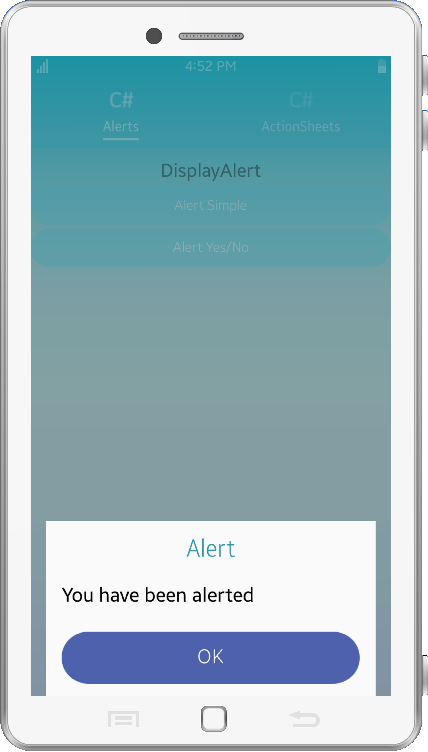 4:52 PM
C# C#
Alerts ActionSheets
DisplayAlert
Alert Simple
Alert Yes/No
Alert
You have been alerted
OK